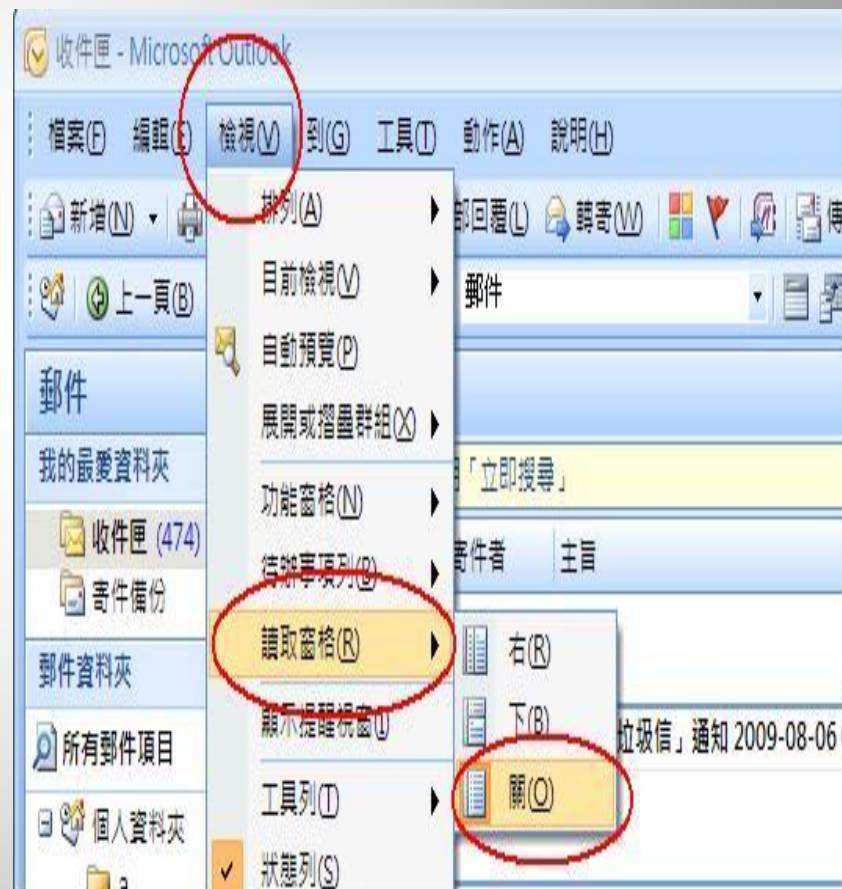 收件匣 - Microsoft Outlook
檔案(F) 編輯(E) 檢視(V) 到(G) 工具(T) 動作(A) 說明(H)
新增(N) 部回覆(L) 轉寄(W) 傳
上一頁(B) 郵件
排列(A)
目前檢視(V)
自動預覽(P)
展開或摺疊群組(X)
功能窗格(N)
待辦事項列(B)
讀取窗格(R)
顯示提醒視窗(I)
工具列(T)
狀態列(S)
右(R)
下(B)
關(O)
郵件
我的最愛資料夾
收件匣 (474)
寄件備份
郵件資料夾
所有郵件項目
個人資料夾
a
「立即搜尋」
寄件者 主旨
垃圾信」通知 2009-08-06